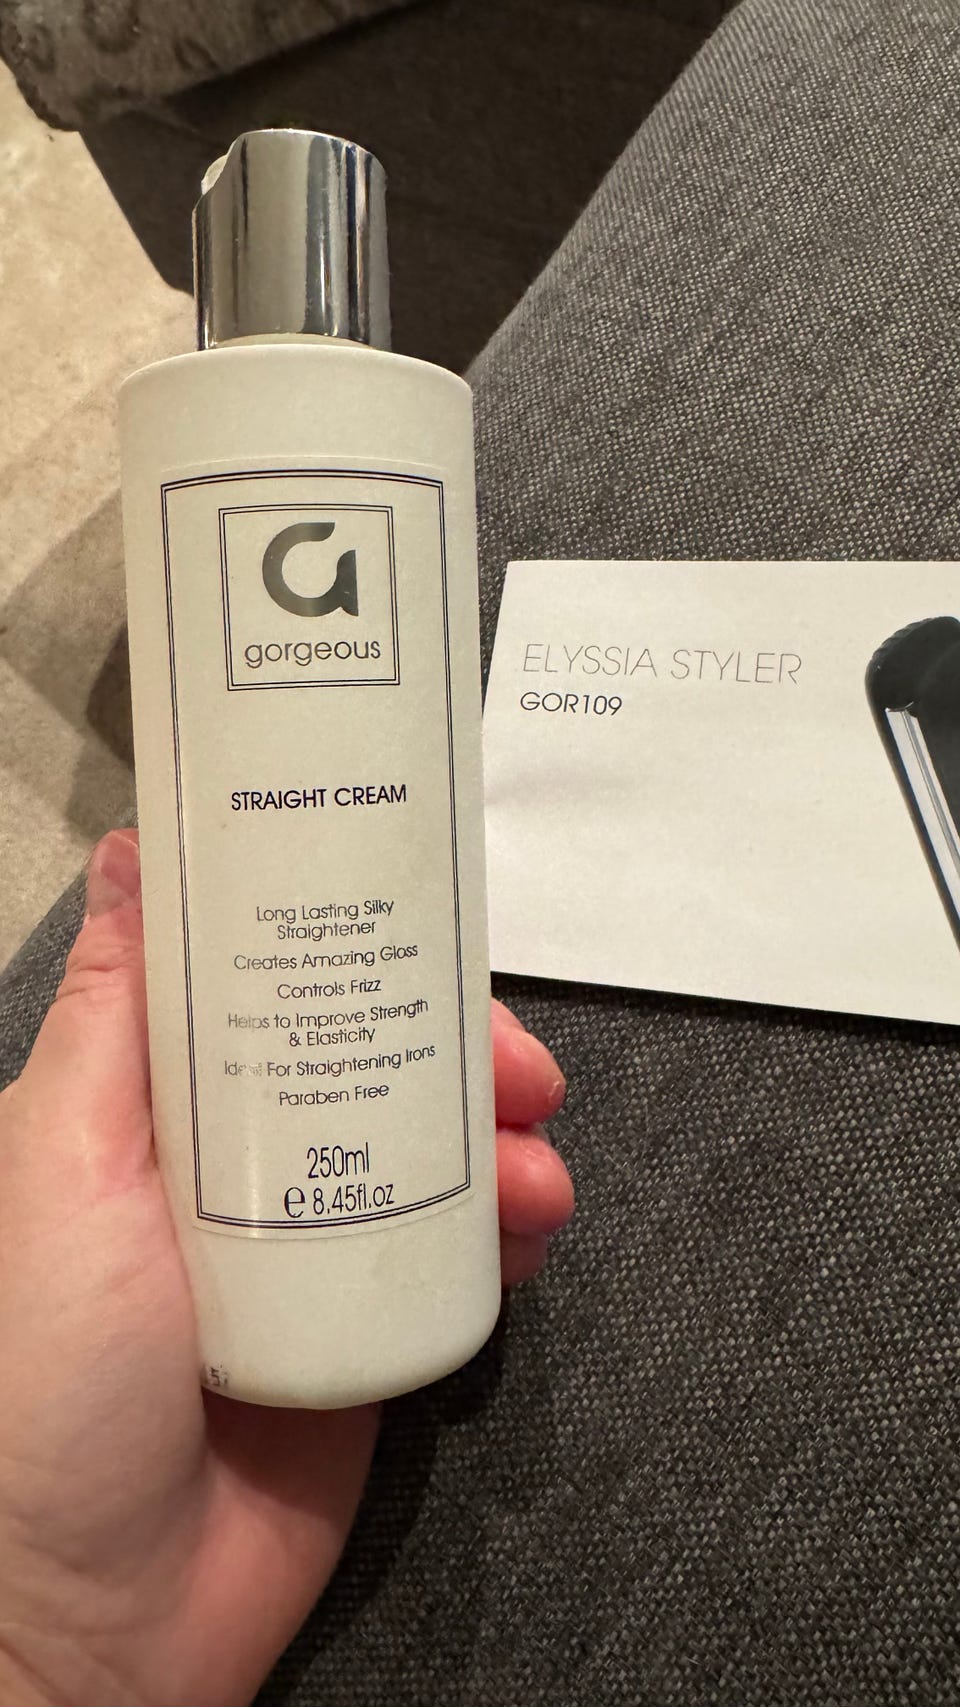 gorgeous
STRAIGHT CREAM
Long Lasting Silky
Straightener
Creates Amazing Gloss
Controls Frizz
Helps to Improve Strength
& Elasticity
Ideal For Straightening Irons
Paraben Free
250ml
e 8.45fl.oz
ELYSSIA STYLER
GOR109